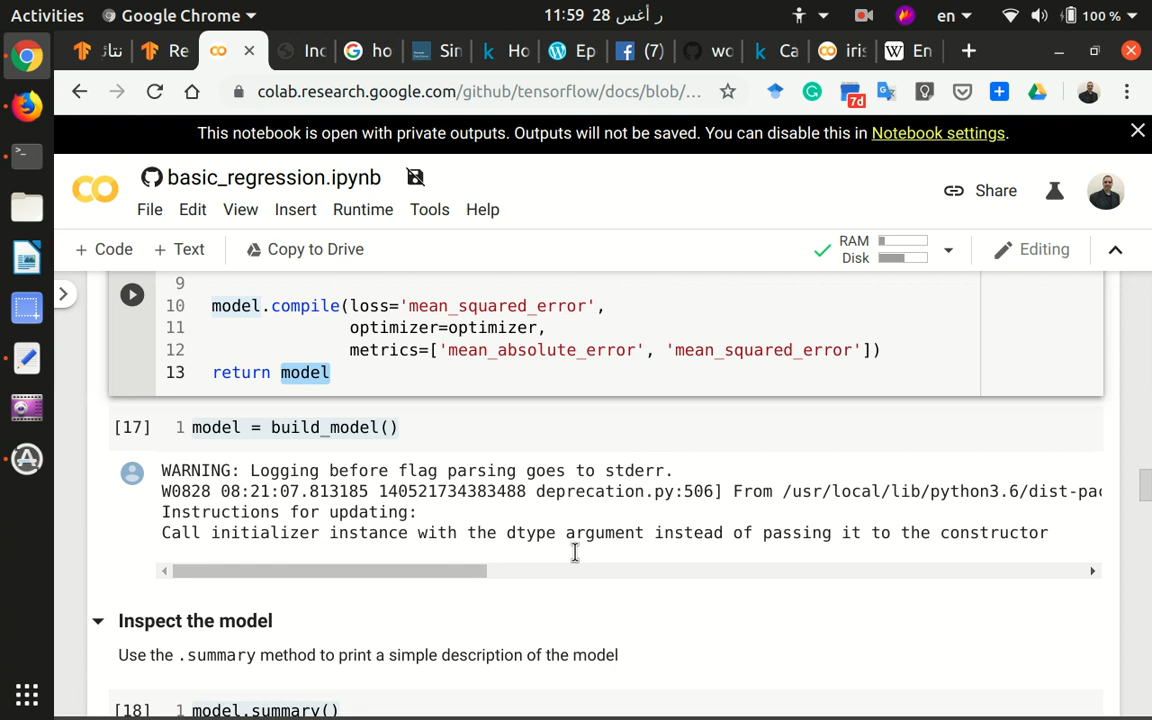 Activities Google Chrome 11:59 28 ر أغس en 100 %
نتائ Re Inc ho Sin Ho Ep (7) wo Ca iris En
colab.research.google.com/github/tensorflow/docs/blob/... 7d
This notebook is open with private outputs. Outputs will not be saved. You can disable this in Notebook settings.
basic_regression.ipynb
Share
File Edit View Insert Runtime Tools Help
+ Code + Text Copy to Drive RAM Disk Editing
9
10 model.compile(loss='mean_squared_error',
11 optimizer=optimizer,
12 metrics=['mean_absolute_error', 'mean_squared_error'])
13 return model
[17] 1 model = build_model()
WARNING: Logging before flag parsing goes to stderr.
W0828 08:21:07.813185 140521734383488 deprecation.py:506] From /usr/local/lib/python3.6/dist-pac
Instructions for updating:
Call initializer instance with the dtype argument instead of passing it to the constructor
Inspect the model
Use the .summary method to print a simple description of the model
[18] 1 model.summary()